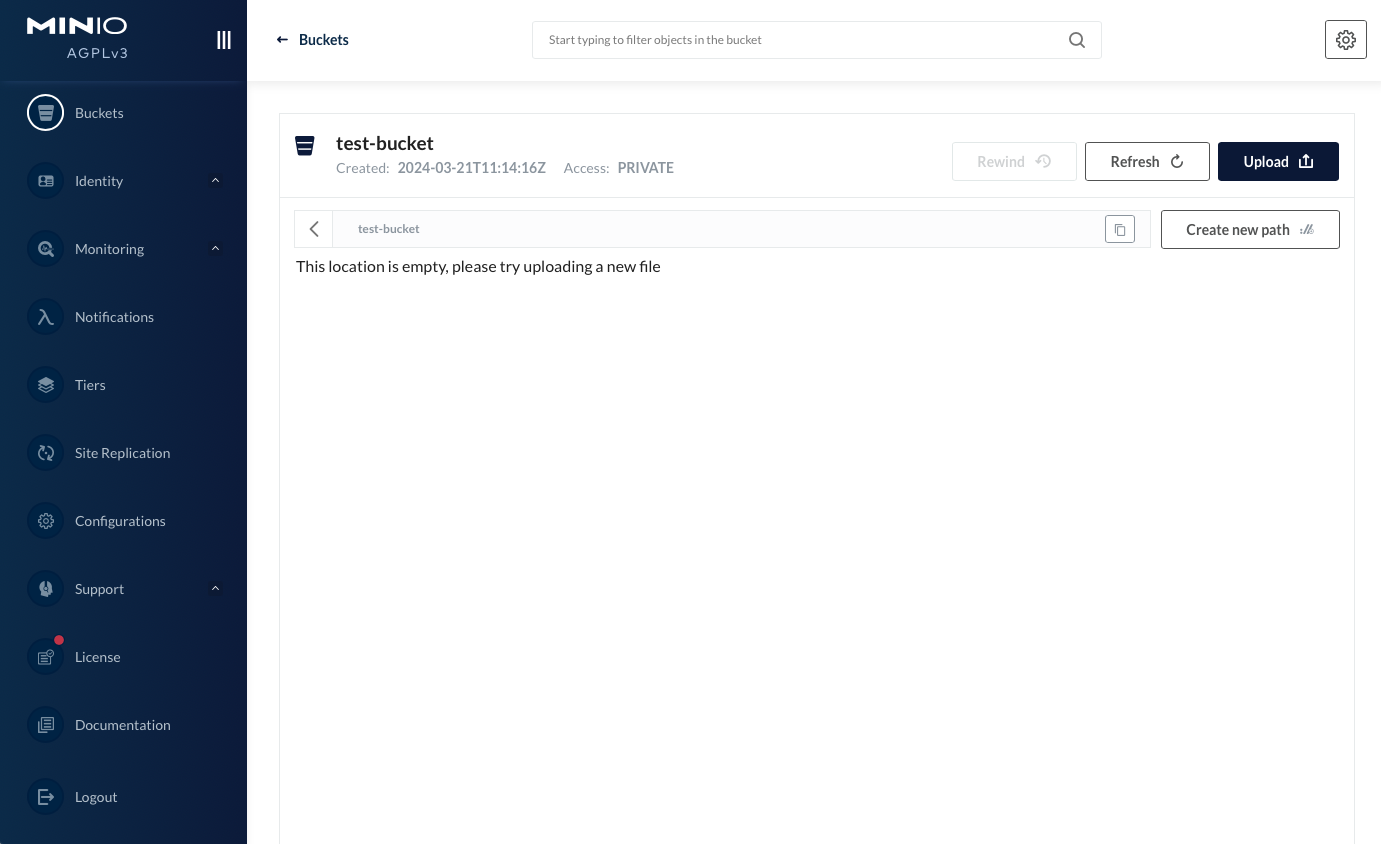 MINIO
AGPLv3
Buckets
Identity
Monitoring
Notifications
Tiers
Site Replication
Configurations
Support
License
Documentation
Logout
Buckets
Start typing to filter objects in the bucket
test-bucket
Created: 2024-03-21T11:14:16Z Access: PRIVATE
Rewind
Refresh
Upload
test-bucket
Create new path
This location is empty, please try uploading a new file